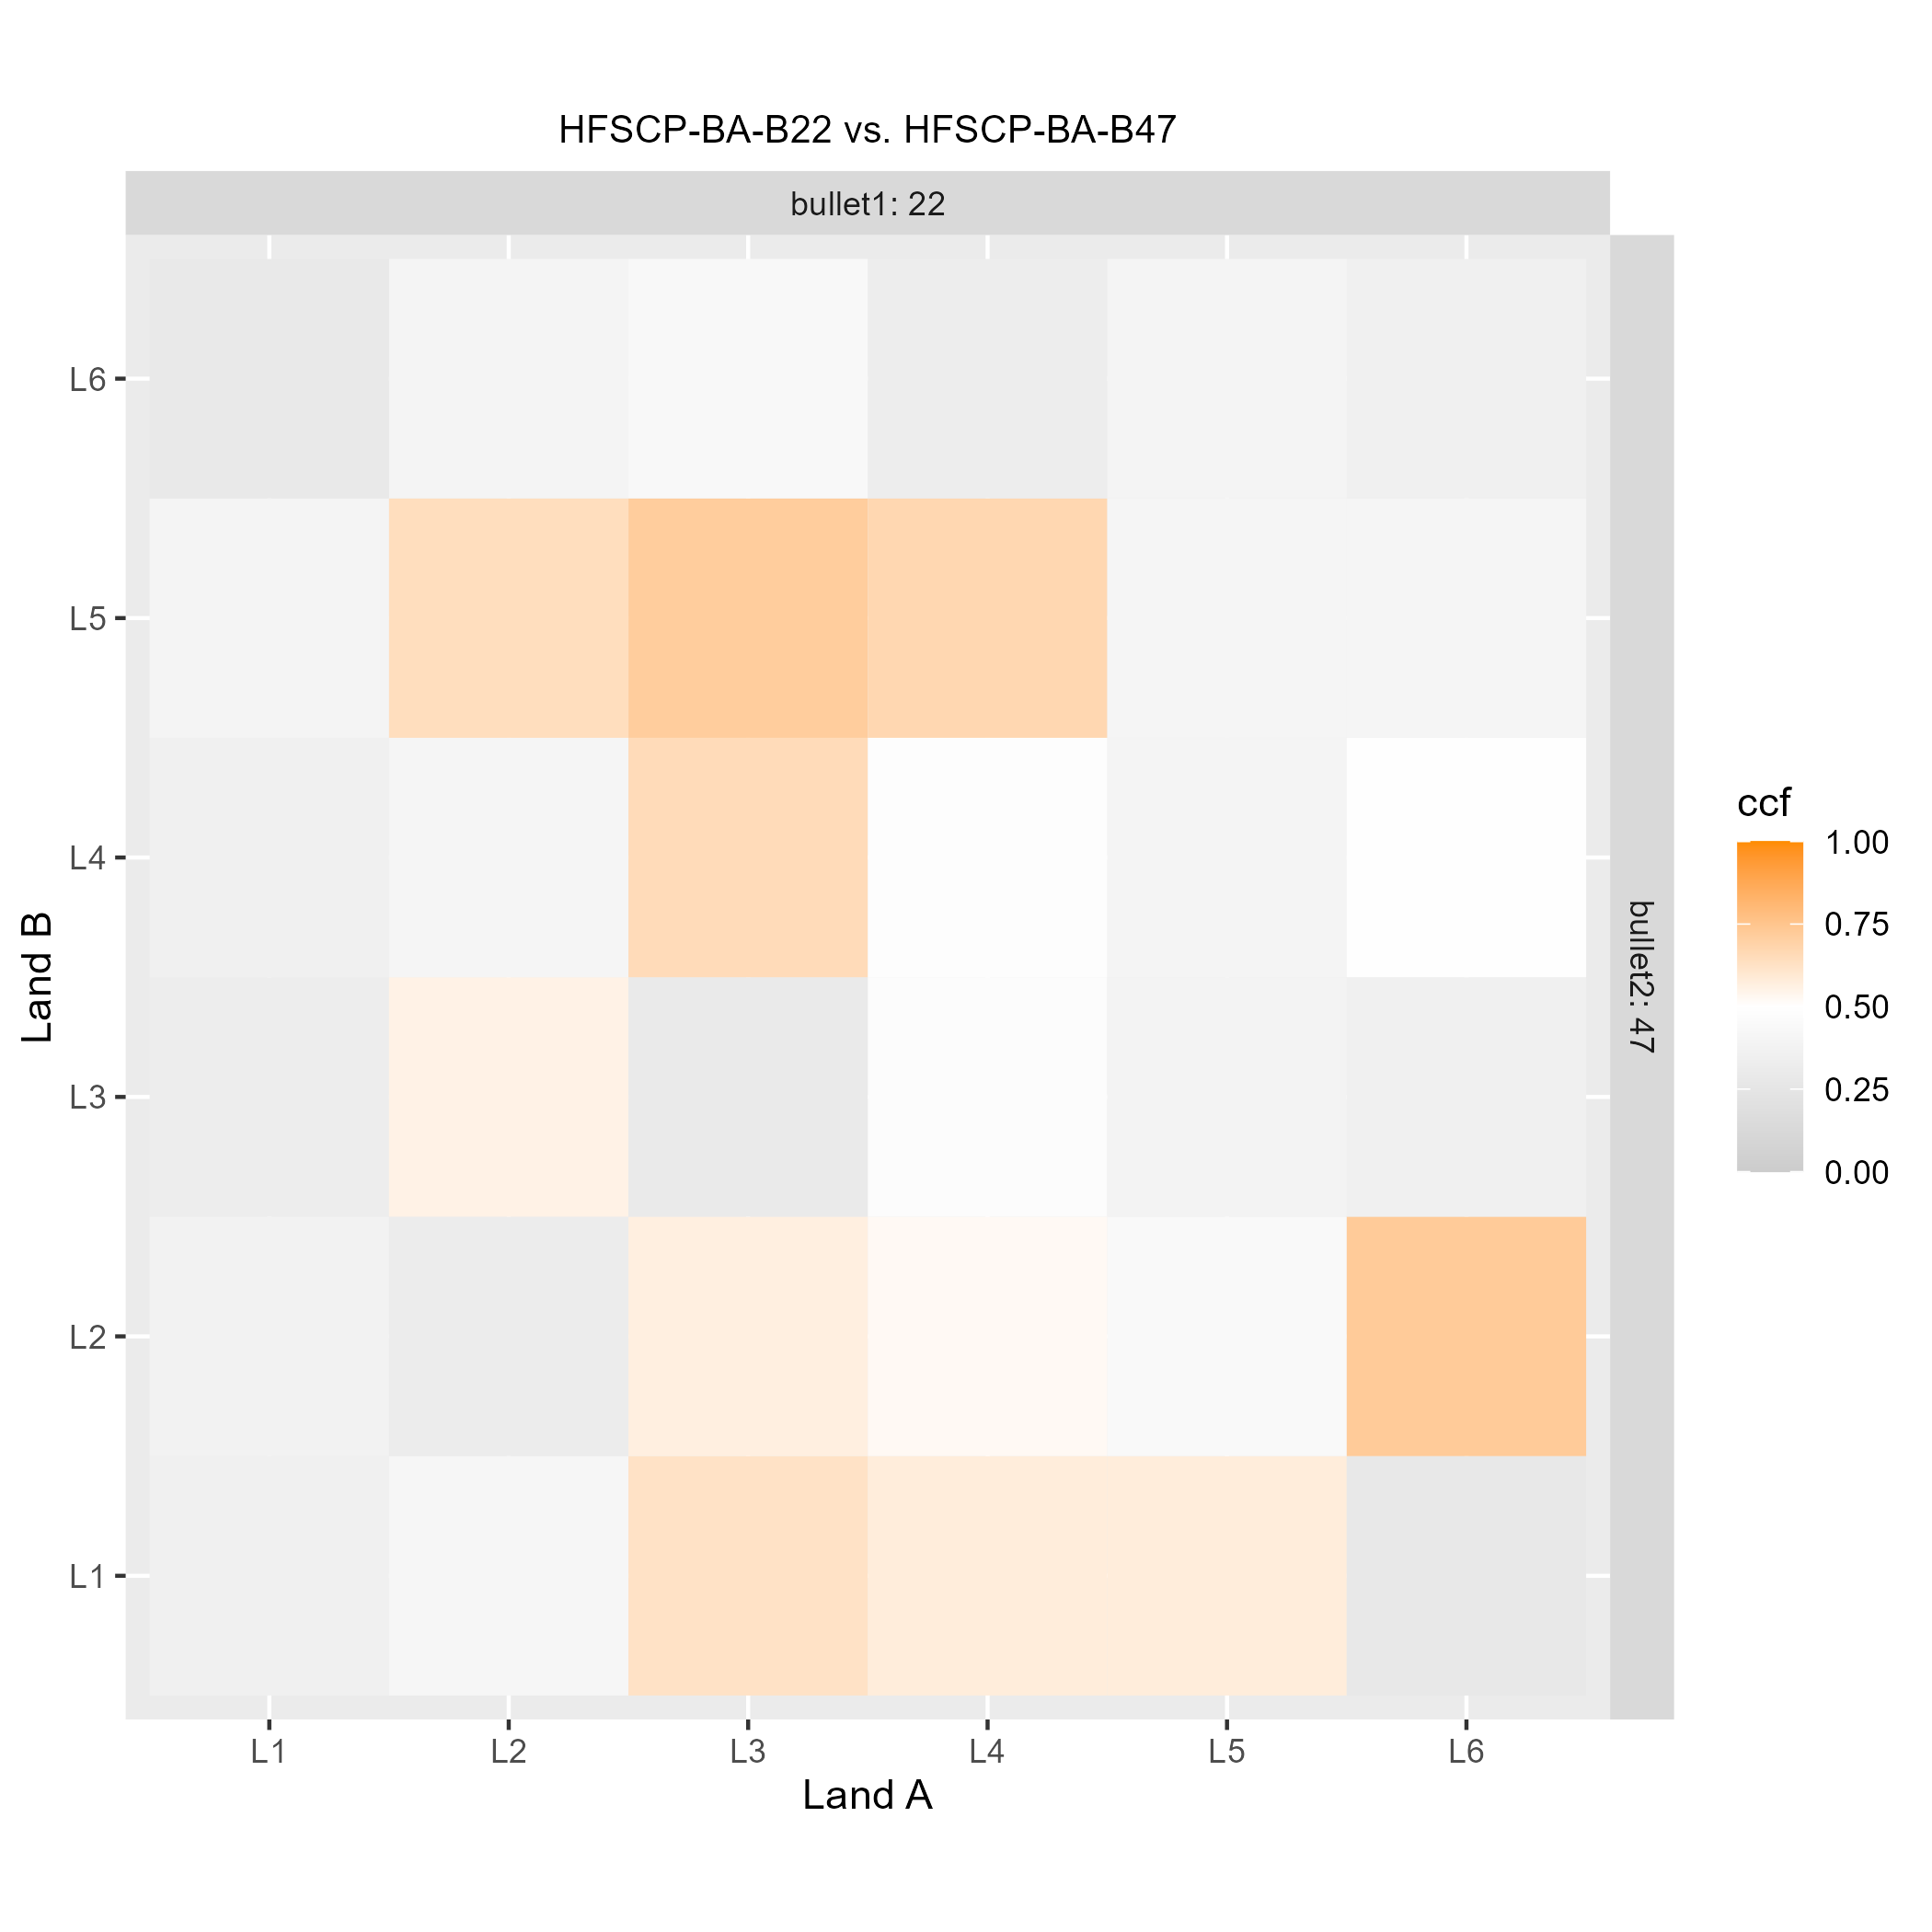 HFSCP-BA-B22 vs. HFSCP-BA-B47
bullet1: 22
L6
L5
L4
L3
L2
L1
Land B
bullet2: 47
L1 L2 L3 L4 L5 L6
Land A
ccf
1.00
0.75
0.50
0.25
0.00